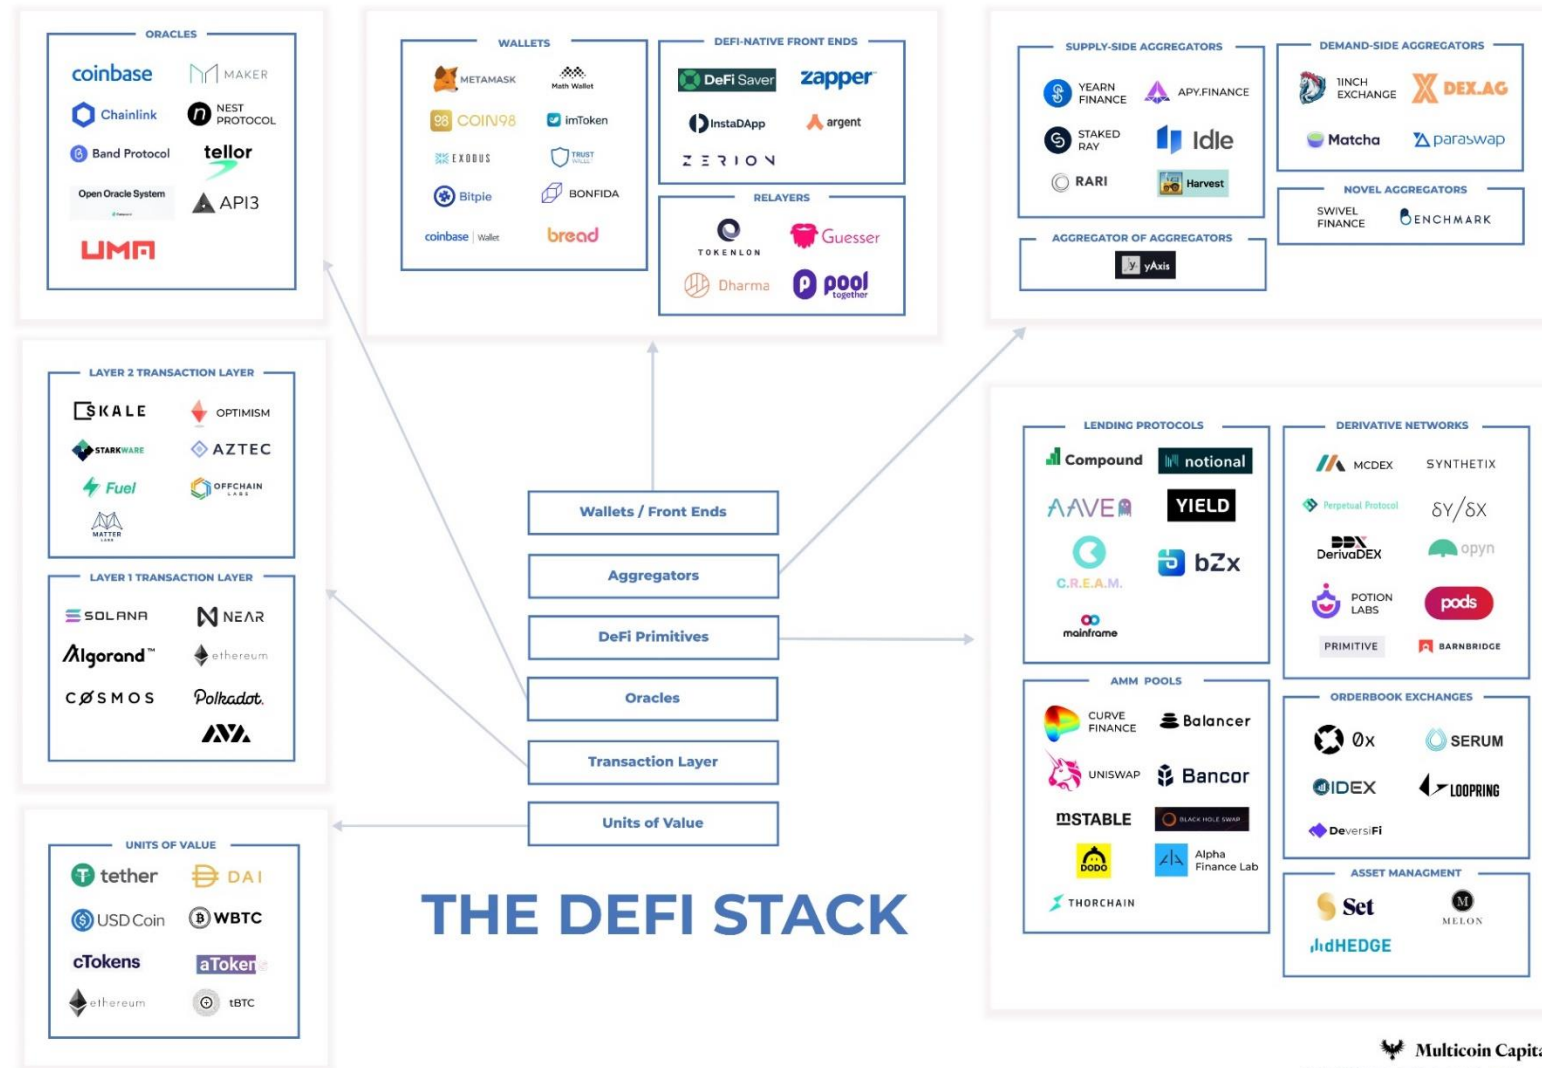 ORACLES
coinbase
MAKER
Chainlink
NEST
PROTOCOL
Band Protocol
tellor
Open Oracle System
API3
UMA
WALLETS
METAMASK
Math Wallet
98 COIN98
imToken
EXODUS
TRUST
WALLET
Bitpie
BONFIDA
coinbase | Wallet
bread
DEFI-NATIVE FRONT ENDS
DeFi Saver
zapper
InstaDApp
argent
ZERION
RELAYERS
TOKENLON
Guesser
Dharma
pool
together
SUPPLY-SIDE AGGREGATORS
YEARN
FINANCE
APY.FINANCE
STAKED
RAY
Idle
RARI
Harvest
AGGREGATOR OF AGGREGATORS
y yAxis
DEMAND-SIDE AGGREGATORS
1INCH
EXCHANGE
DEX.AG
Matcha
paraswap
NOVEL AGGREGATORS
SWIVEL
FINANCE
BENCHMARK
LAYER 2 TRANSACTION LAYER
SKALE
OPTIMISM
STARKWARE
AZTEC
Fuel
OFFCHAIN
LABS
MATTER
LABS
LAYER 1 TRANSACTION LAYER
SOLANA
NEAR
Algorand™
ethereum
CØSMOS
Polkadot.
AVA
UNITS OF VALUE
tether
DAI
USD Coin
WBTC
cTokens
aTokens
ethereum
tBTC
Wallets / Front Ends
Aggregators
DeFi Primitives
Oracles
Transaction Layer
Units of Value
THE DEFI STACK
LENDING PROTOCOLS
Compound
notional
AAVE
YIELD
C.R.E.A.M.
bZx
mainframe
DERIVATIVE NETWORKS
MCDEX
SYNTHETIX
Perpetual Protocol
δY/δX
DDX
DerivaDEX
opyn
POTION
LABS
pods
PRIMITIVE
BARNBRIDGE
AMM POOLS
CURVE
FINANCE
Balancer
UNISWAP
Bancor
mSTABLE
BLACK HOLE SWAP
DODO
Alpha
Finance Lab
THORCHAIN
ORDERBOOK EXCHANGES
0x
SERUM
IDEX
LOOPRING
DeversiFi
ASSET MANAGMENT
Set
M
MELON
dHEDGE
Multicoin Capita